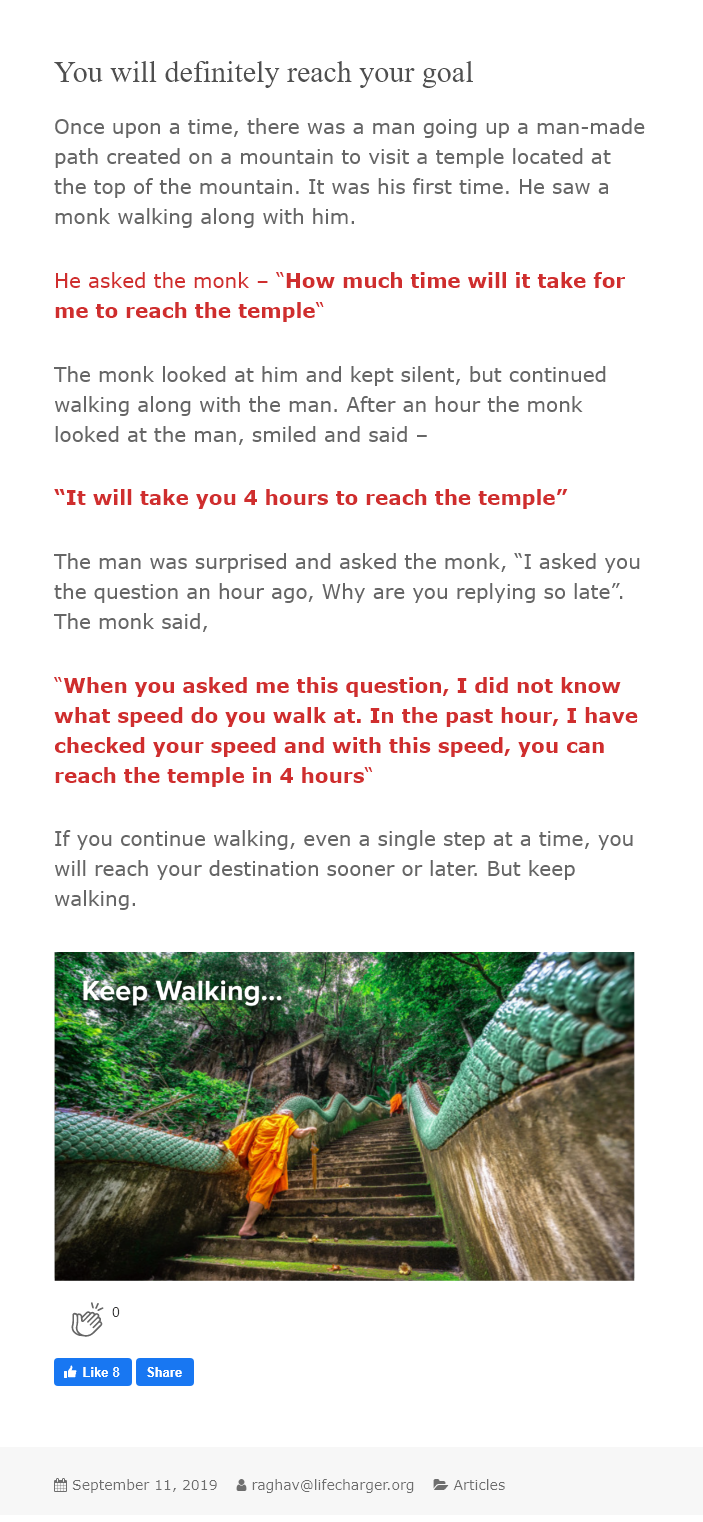 You will definitely reach your goal
Once upon a time, there was a man going up a man-made
path created on a mountain to visit a temple located at
the top of the mountain. It was his first time. He saw a
monk walking along with him.
He asked the monk – “How much time will it take for
me to reach the temple“
The monk looked at him and kept silent, but continued
walking along with the man. After an hour the monk
looked at the man, smiled and said –
“It will take you 4 hours to reach the temple”
The man was surprised and asked the monk, “I asked you
the question an hour ago, Why are you replying so late”.
The monk said,
“When you asked me this question, I did not know
what speed do you walk at. In the past hour, I have
checked your speed and with this speed, you can
reach the temple in 4 hours“
If you continue walking, even a single step at a time, you
will reach your destination sooner or later. But keep
walking.
Keep Walking...
0
Like 8 Share
September 11, 2019 raghav@lifecharger.org Articles